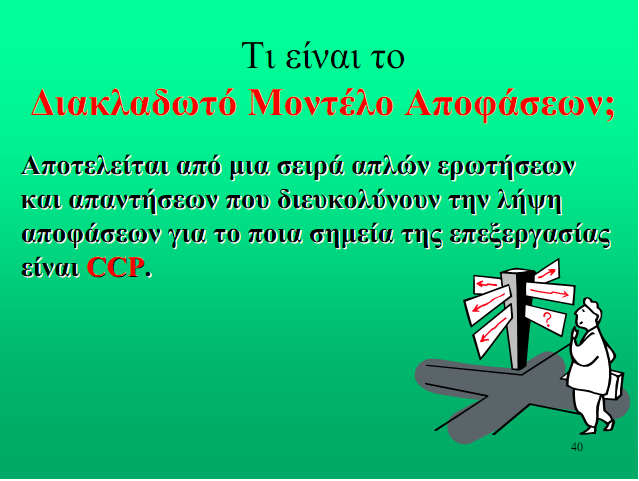 Τι είναι το
Διακλαδωτό Μοντέλο Αποφάσεων;
Αποτελείται από μια σειρά απλών ερωτήσεων
και απαντήσεων που διευκολύνουν την λήψη
αποφάσεων για το ποια σημεία της επεξεργασίας
είναι CCP.
?
40